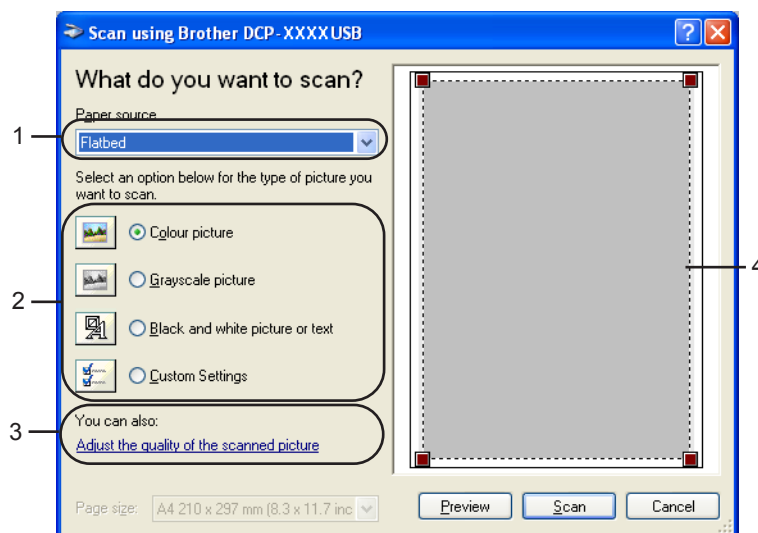 Scan using Brother DCP-XXXXUSB
What do you want to scan?
1
Paper source
Flatbed
Select an option below for the type of picture you
want to scan.
2
Colour picture
Grayscale picture
Black and white picture or text
Custom Settings
3
You can also:
Adjust the quality of the scanned picture
4
Page size: A4 210 x 297 mm (8.3 x 11.7 inc
Preview Scan Cancel